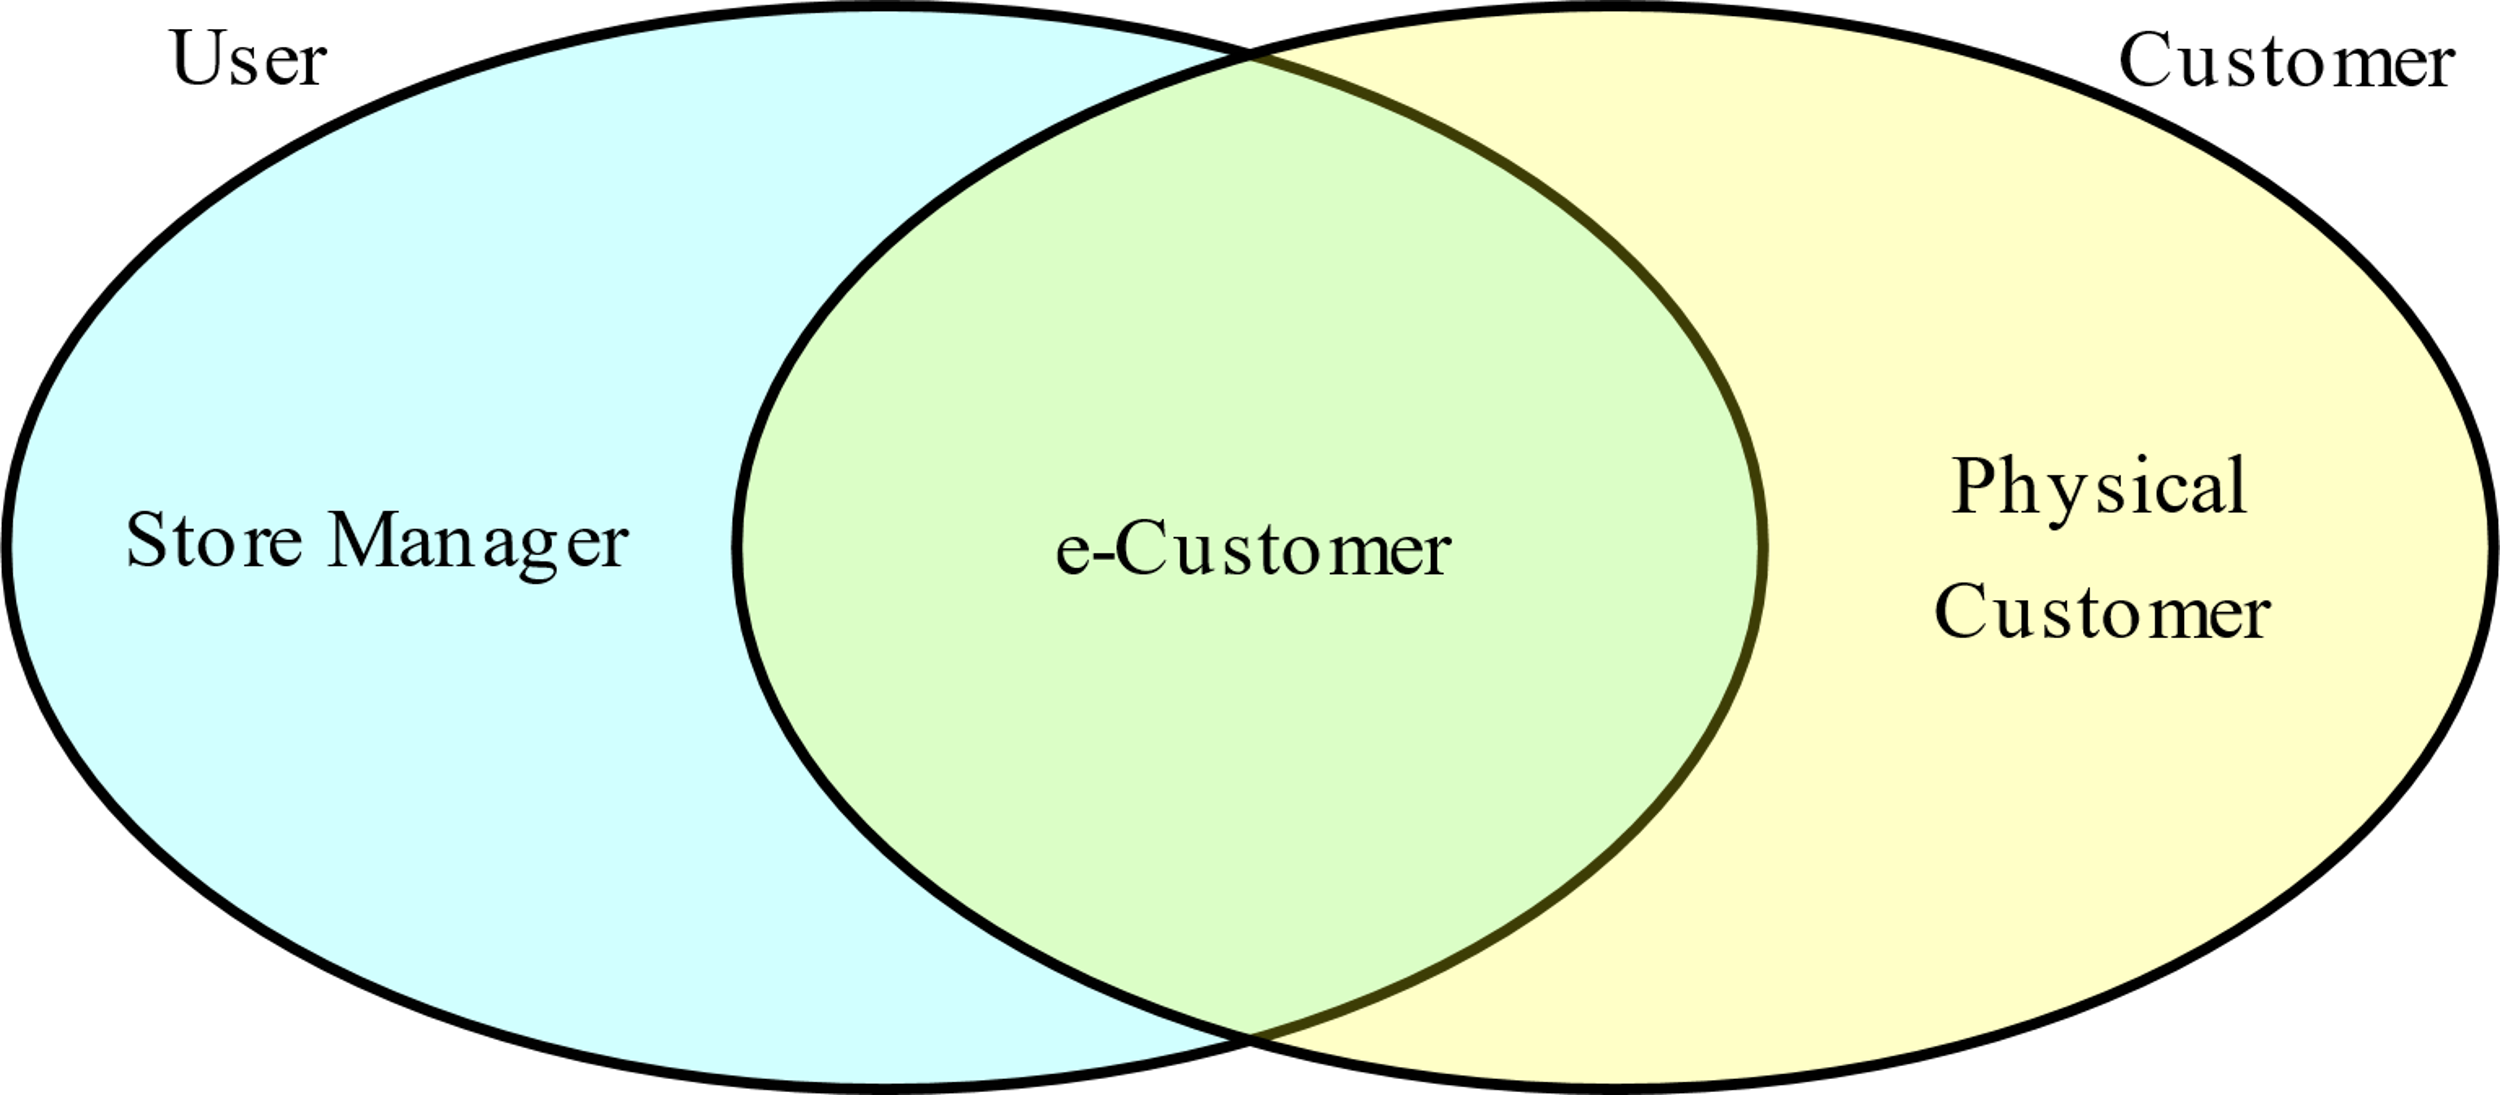 User
Customer
Store Manager
e-Customer
Physical
Customer